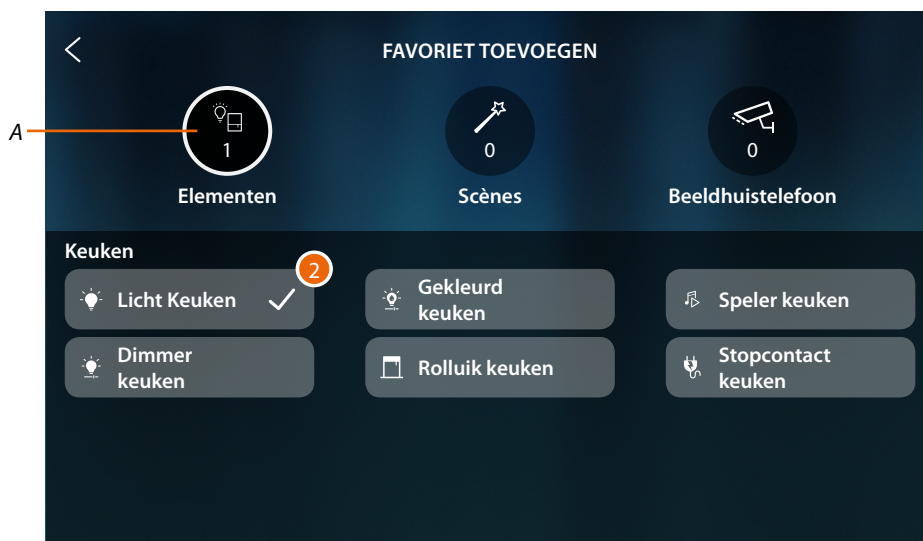 FAVORIET TOEVOEGEN
A
1
0
0
Elementen
Scènes
Beeldhuistelefoon
Keuken
2
Licht Keuken
Gekleurd
keuken
Speler keuken
Dimmer
keuken
Rolluik keuken
Stopcontact
keuken